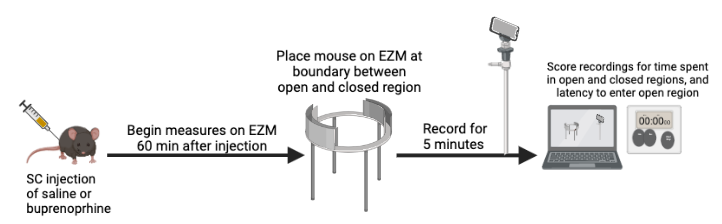 SC injection
of saline or
buprenoprhine
Begin measures on EZM
60 min after injection
Place mouse on EZM at
boundary between
open and closed region
Record for
5 minutes
Score recordings for time spent
in open and closed regions, and
latency to enter open region
00:00:00